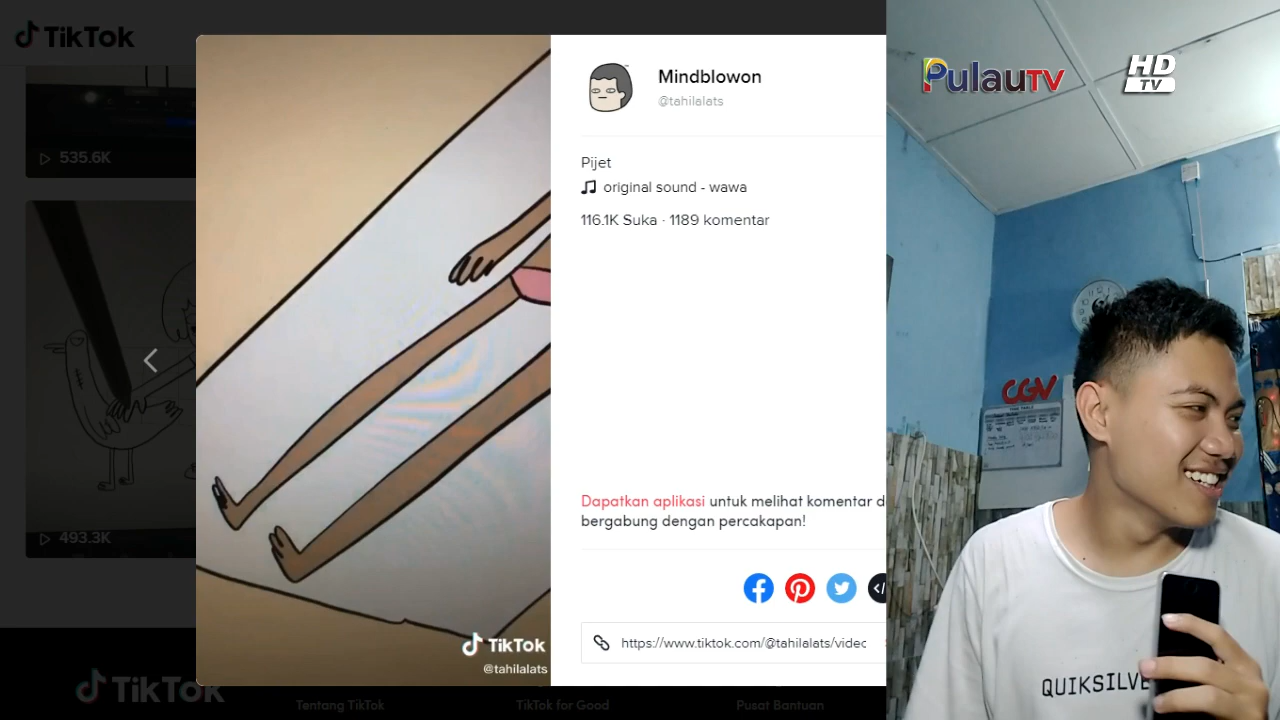 TikTok
535.6K
493.3K
Mindblowon
@tahilalats
Pijet
original sound - wawa
116.1K Suka · 1189 komentar
Dapatkan aplikasi untuk melihat komentar d
bergabung dengan percakapan!
https://www.tiktok.com/@tahilalats/videc
TikTok
@tahilalats
TikTok
Tentang TikTok
TikTok for Good
Pusat Bantuan
PulauTV
HD
TV
CGV
QUIKSILVE